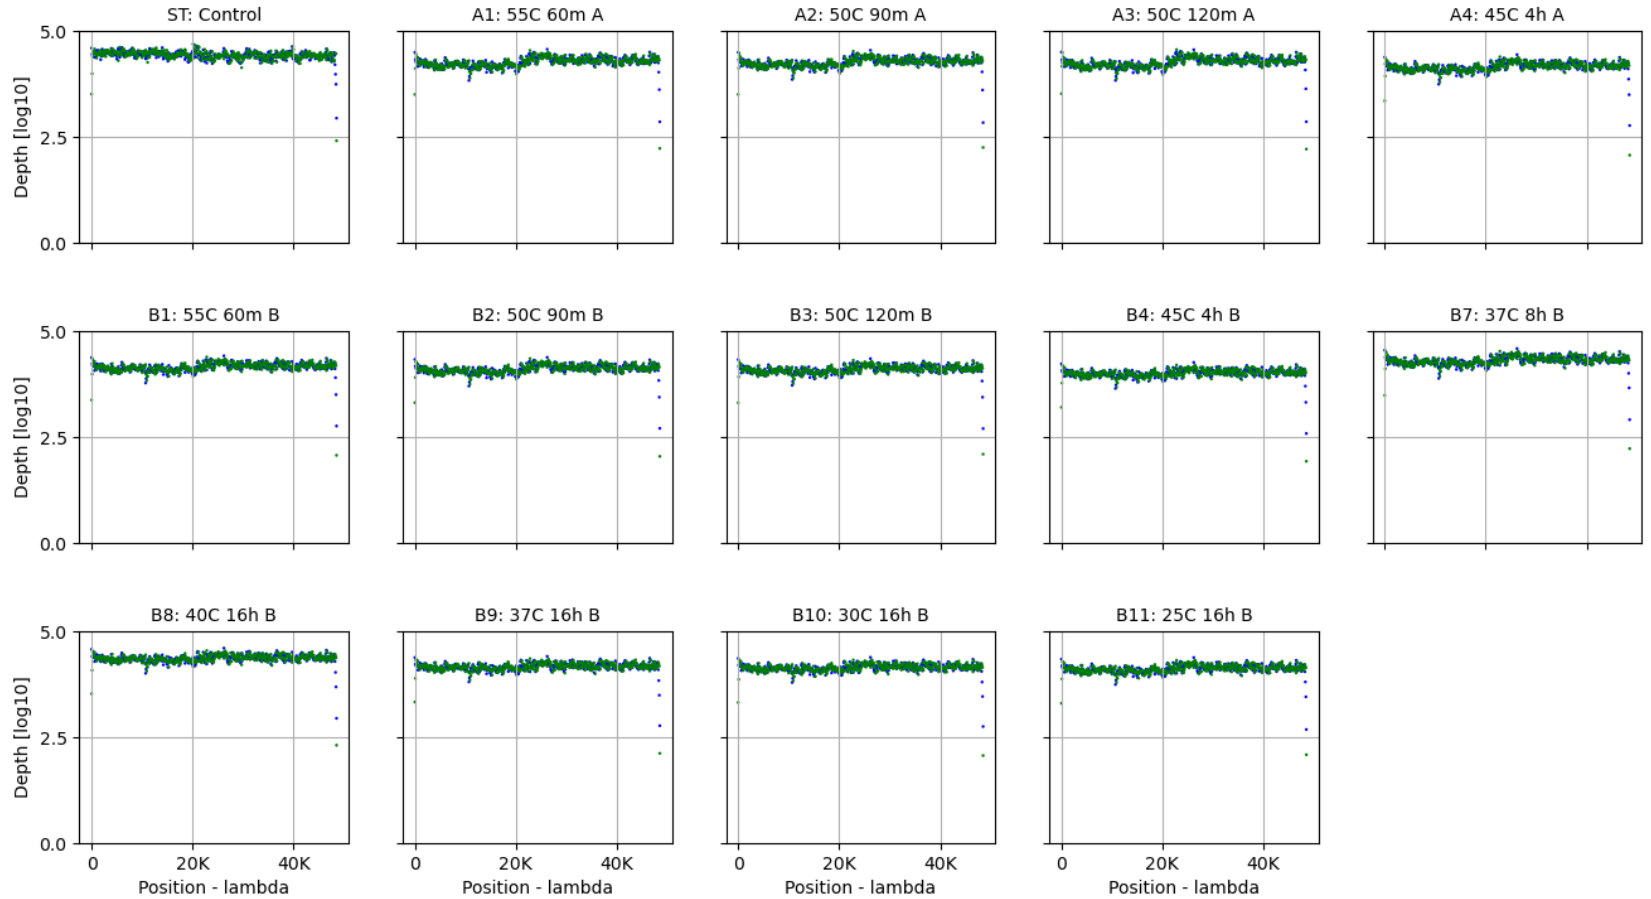 ST: Control
A1: 55C 60m A
A2: 50C 90m A
A3: 50C 120m A
A4: 45C 4h A
5.0
Depth [log10]
2.5
0.0
B1: 55C 60m B
B2: 50C 90m B
B3: 50C 120m B
B4: 45C 4h B
B7: 37C 8h B
5.0
Depth [log10]
2.5
0.0
B8: 40C 16h B
B9: 37C 16h B
B10: 30C 16h B
B11: 25C 16h B
5.0
Depth [log10]
2.5
0.0
0 20K 40K
0 20K 40K
0 20K 40K
0 20K 40K
Position - lambda
Position - lambda
Position - lambda
Position - lambda